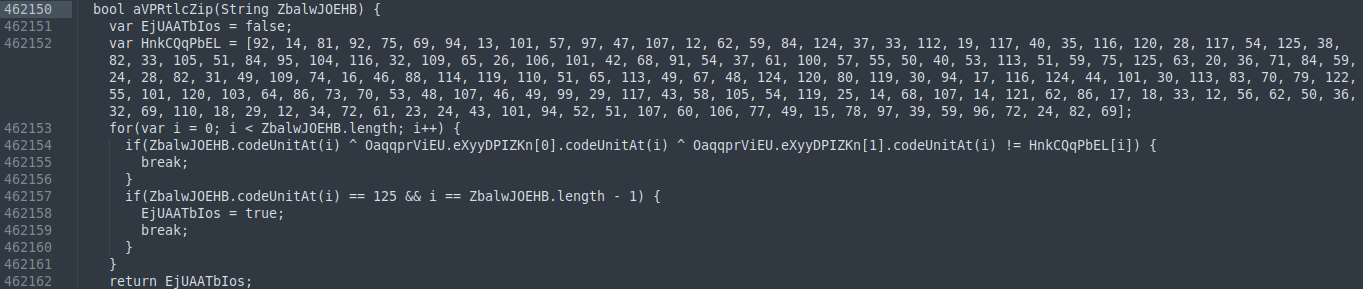 462150 bool aVPRtlcZip(String ZbalwJOEHB) {
462151 var EjUAATbIos = false;
462152 var HnkCQqPbEL = [92, 14, 81, 92, 75, 69, 94, 13, 101, 57, 97, 47, 107, 12, 62, 59, 84, 124, 37, 33, 112, 19, 117, 40, 35, 116, 120, 28, 117, 54, 125, 38,
82, 33, 105, 51, 84, 95, 104, 116, 32, 109, 65, 26, 106, 101, 42, 68, 91, 54, 37, 61, 100, 57, 55, 50, 40, 53, 113, 51, 59, 75, 125, 63, 20, 36, 71, 84, 59,
24, 28, 82, 31, 49, 109, 74, 16, 46, 88, 114, 119, 110, 51, 65, 113, 49, 67, 48, 124, 120, 80, 119, 30, 94, 17, 116, 124, 44, 101, 30, 113, 83, 70, 79, 122,
55, 101, 120, 103, 64, 86, 73, 70, 53, 48, 107, 46, 49, 99, 29, 117, 43, 58, 105, 54, 119, 25, 14, 68, 107, 14, 121, 62, 86, 17, 18, 33, 12, 56, 62, 50, 36,
32, 69, 110, 18, 29, 12, 34, 72, 61, 23, 24, 43, 101, 94, 52, 51, 107, 60, 106, 77, 49, 15, 78, 97, 39, 59, 96, 72, 24, 82, 69];
462153 for(var i = 0; i < ZbalwJOEHB.length; i++) {
462154 if(ZbalwJOEHB.codeUnitAt(i) ^ OaqqprViEU.eXyyDPIZKn[0].codeUnitAt(i) ^ OaqqprViEU.eXyyDPIZKn[1].codeUnitAt(i) != HnkCQqPbEL[i]) {
462155 break;
462156 }
462157 if(ZbalwJOEHB.codeUnitAt(i) == 125 && i == ZbalwJOEHB.length - 1) {
462158 EjUAATbIos = true;
462159 break;
462160 }
462161 }
462162 return EjUAATbIos;